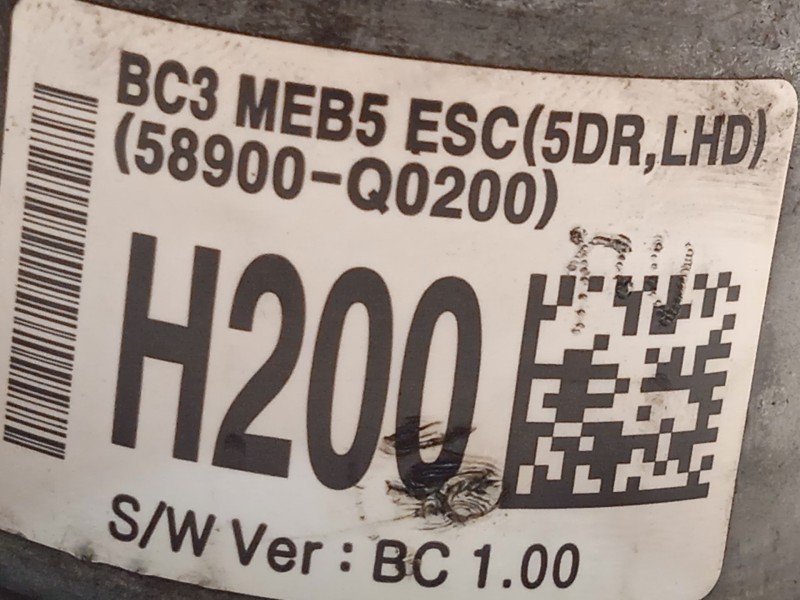 BC3 MEB5 ESC(5DR,LHD)
(58900-Q0200)
H200
S/W Ver : BC 1.00